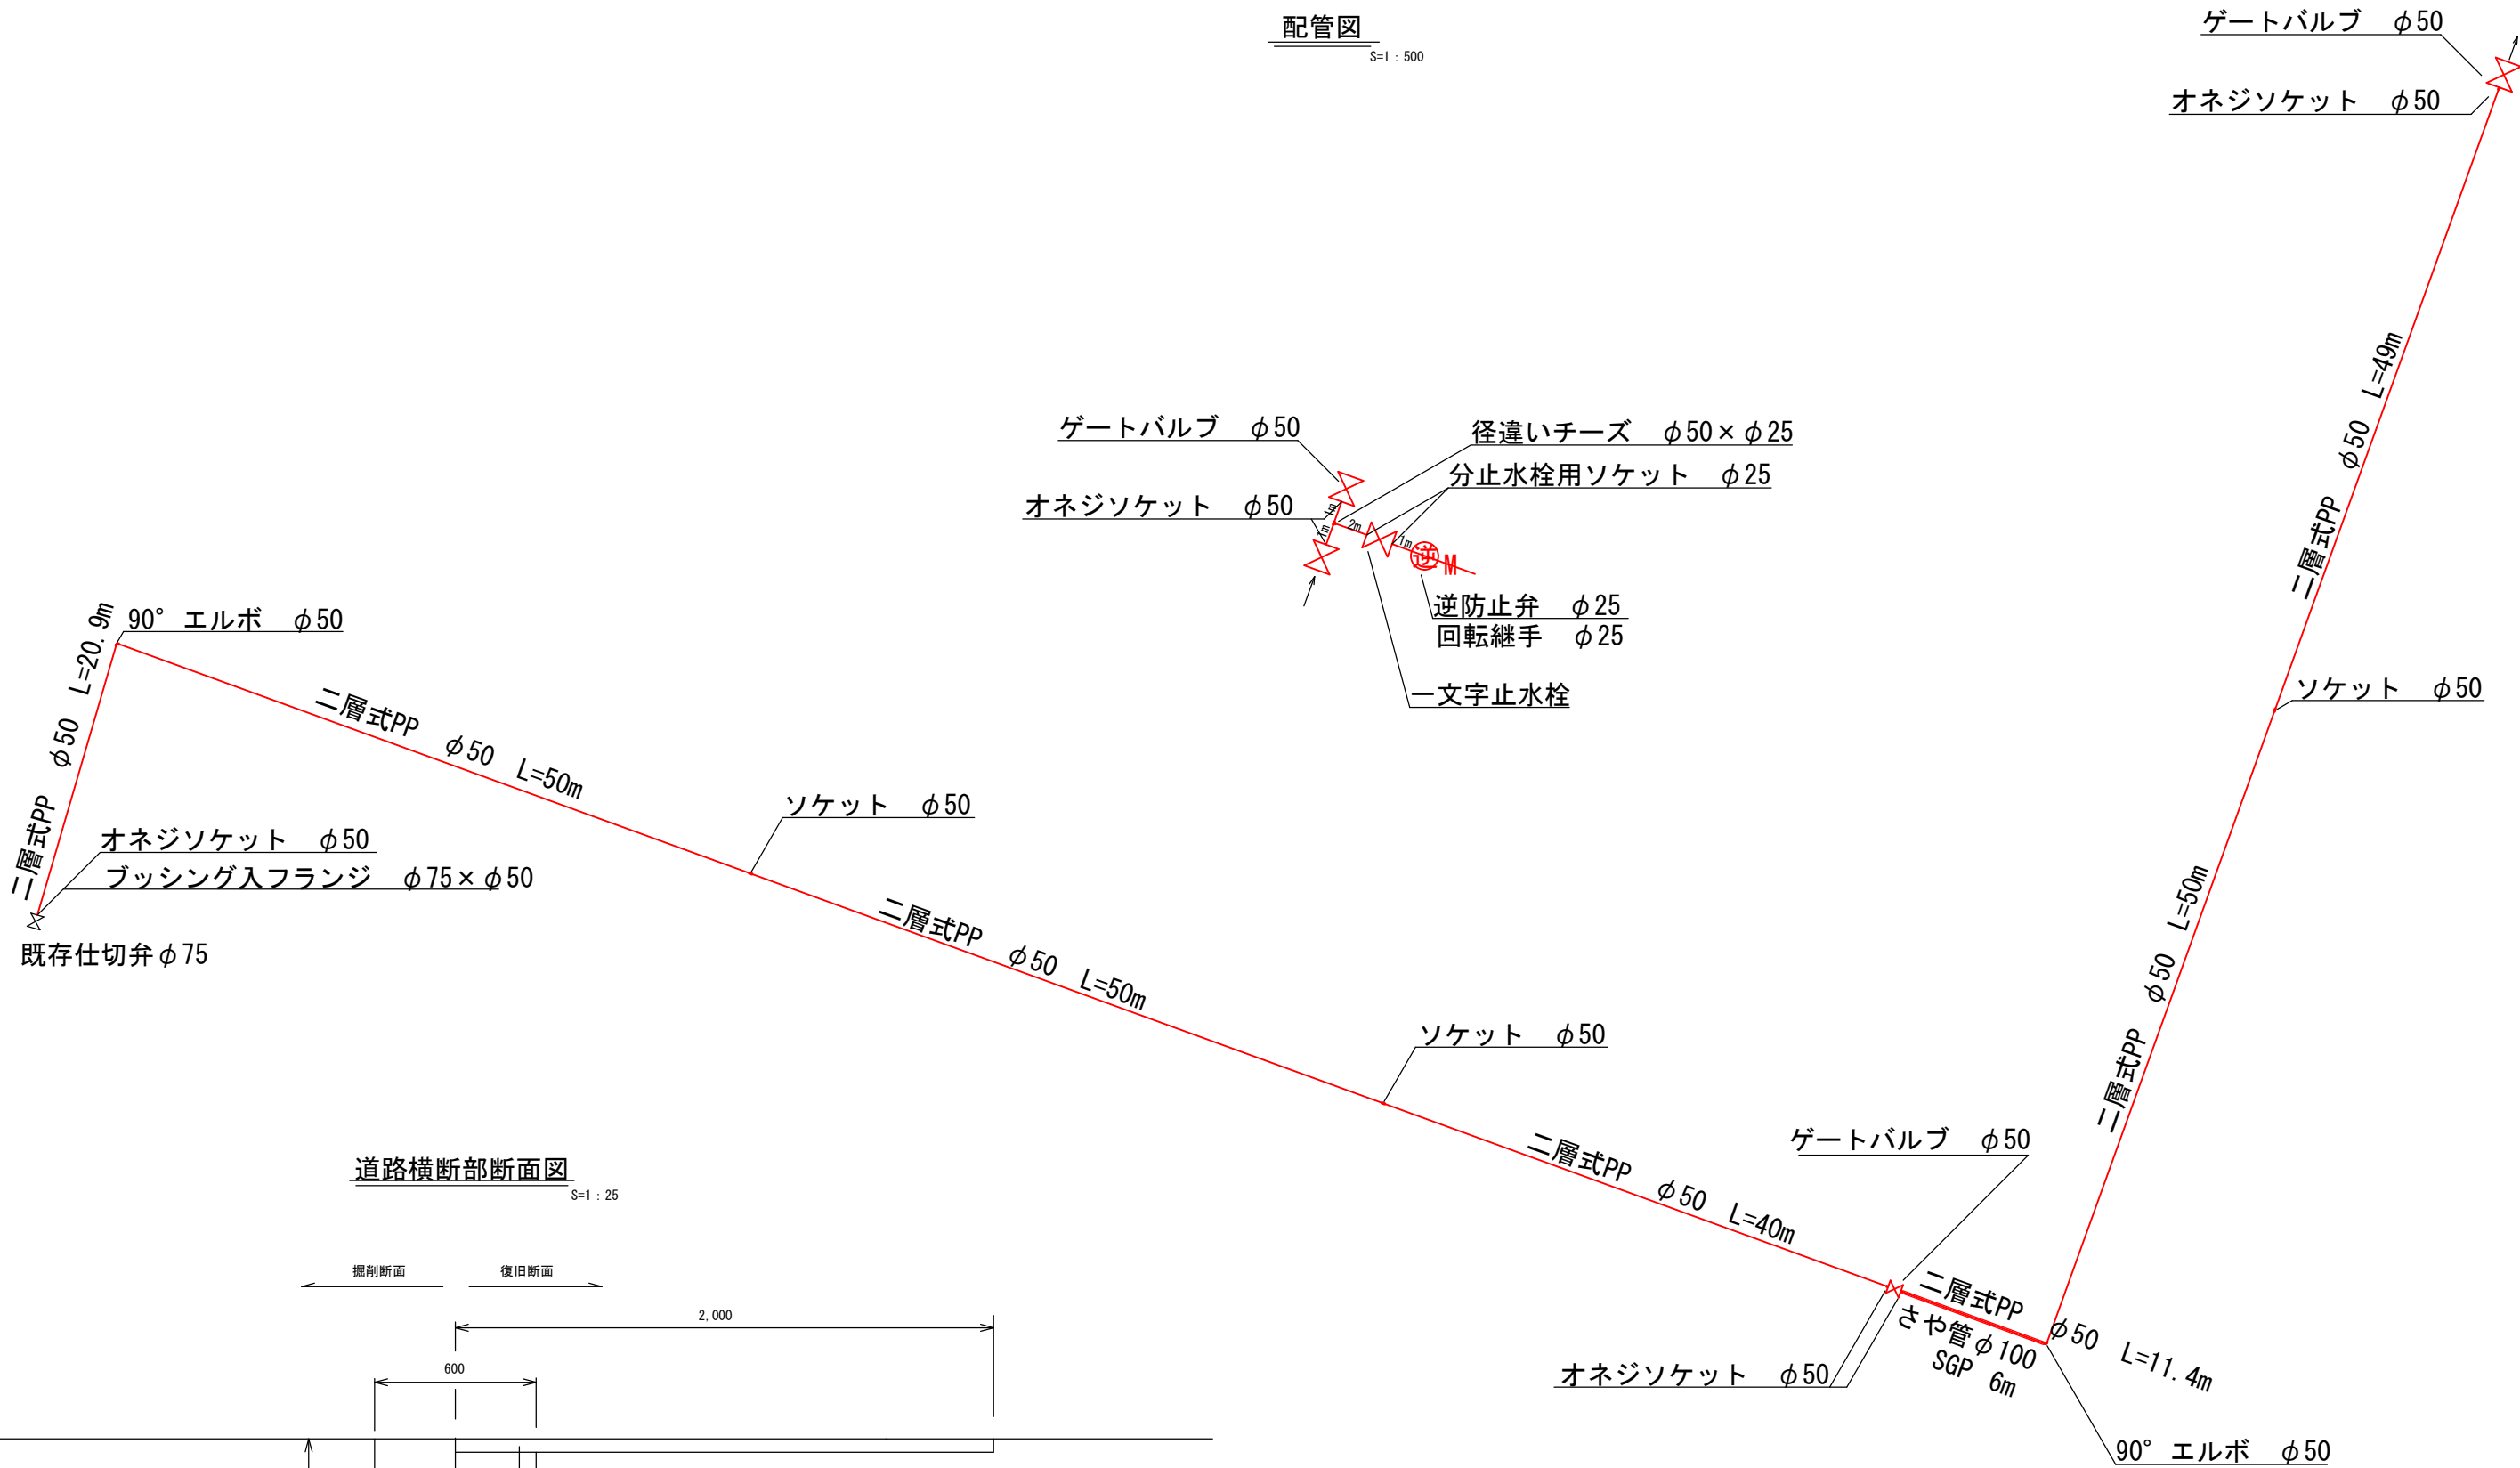 配管図
S=1：500
ゲートバルブ　φ50
オネジソケット　φ50
二層式PP　φ50　L=49m
ゲートバルブ　φ50
径違いチーズ　φ50×φ25
分止水栓用ソケット　φ25
オネジソケット　φ50
1m
1m
2m
1m
逆
M
逆防止弁　φ25
回転継手　φ25
一文字止水栓
90°エルボ　φ50
二層式PP　φ50　L=20.9m
二層式PP　φ50　L=50m
ソケット　φ50
ソケット　φ50
オネジソケット　φ50
ブッシング入フランジ　φ75×φ50
既存仕切弁φ75
二層式PP　φ50　L=50m
二層式PP　φ50　L=50m
ソケット　φ50
ゲートバルブ　φ50
二層式PP　φ50　L=40m
道路横断部断面図
S=1：25
掘削断面
復旧断面
2,000
600
二層式PP　φ50　L=11.4m
さや管φ100
SGP　6m
オネジソケット　φ50
90°エルボ　φ50